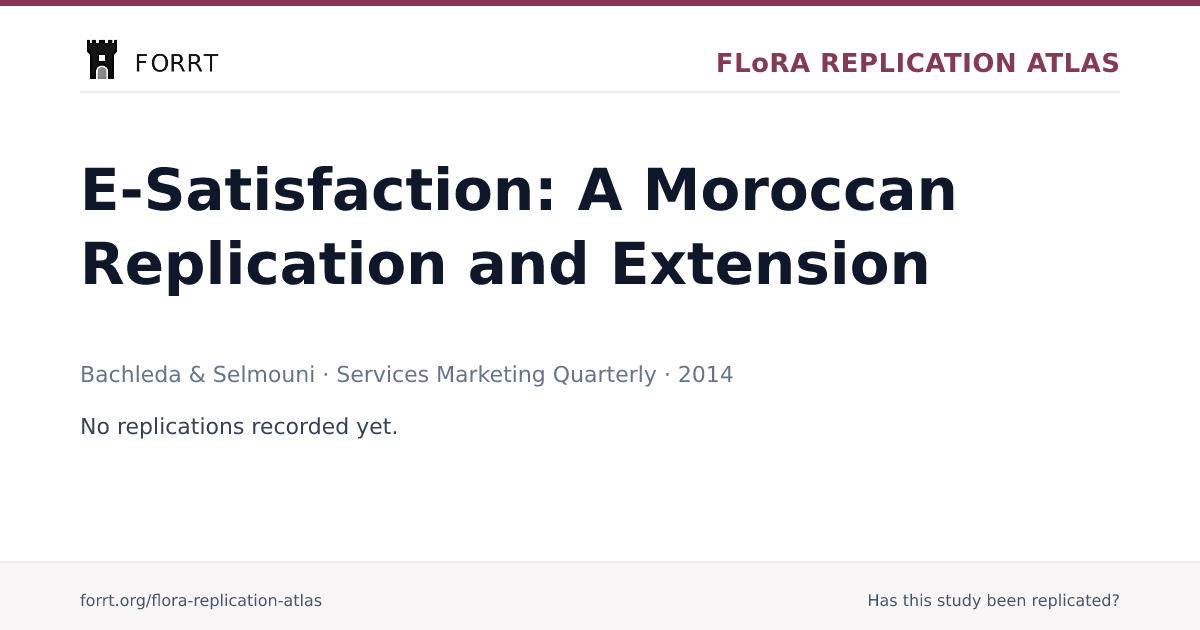 FORRT
FLoRA REPLICATION ATLAS
E-Satisfaction: A Moroccan
Replication and Extension
Bachleda & Selmouni · Services Marketing Quarterly · 2014
No replications recorded yet.
forrt.org/flora-replication-atlas
Has this study been replicated?